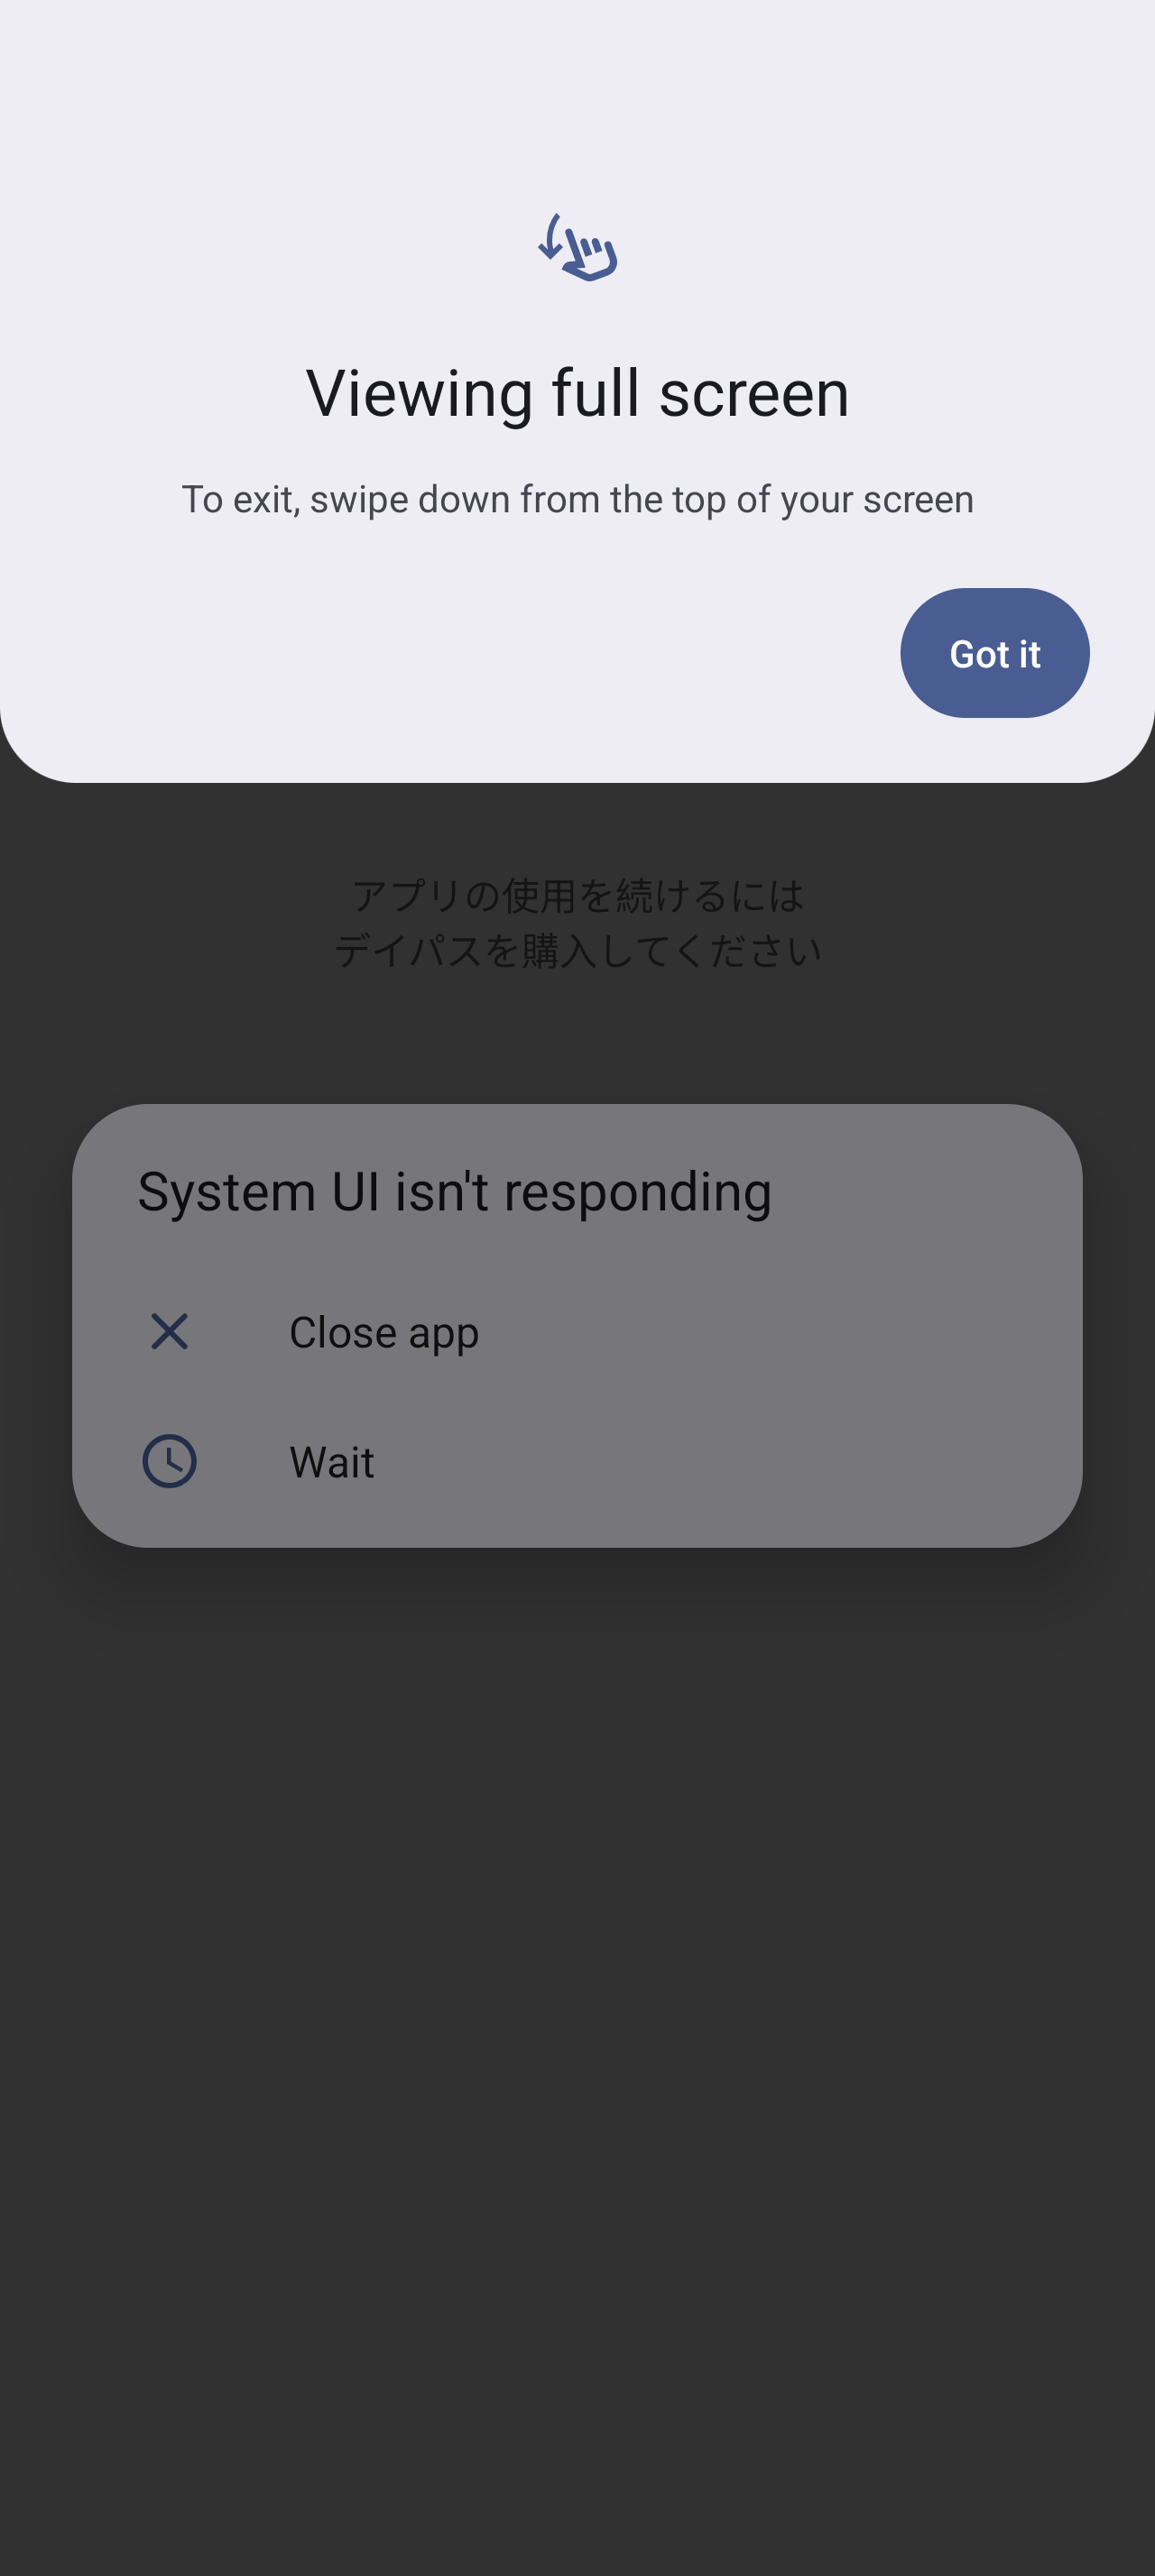 Viewing full screen
To exit, swipe down from the top of your screen
Got it
アプリの使用を続けるには
デイパスを購入してください
System UI isn't responding
Close app
Wait